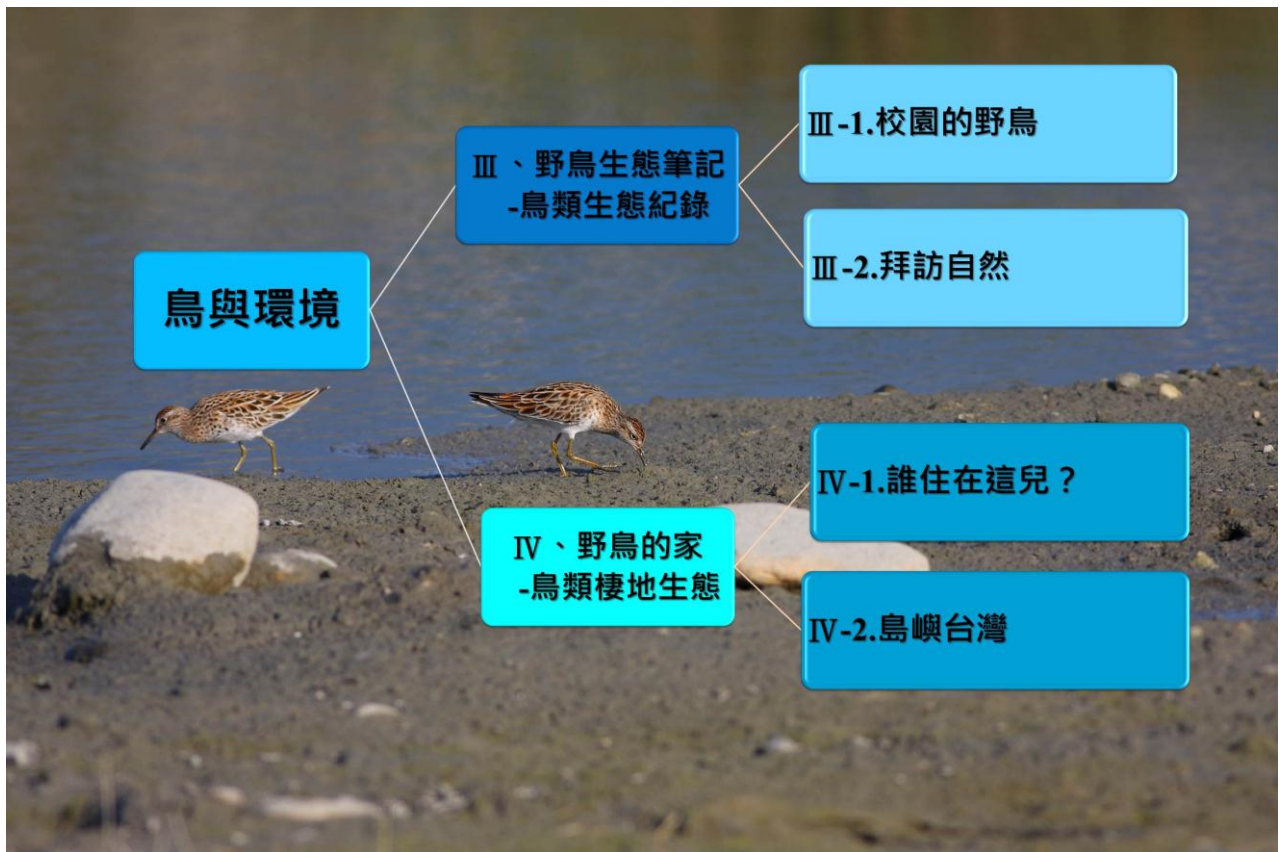 鳥與環境
Ⅲ、野鳥生態筆記
-鳥類生態紀錄
Ⅲ-1.校園的野鳥
Ⅲ-2.拜訪自然
Ⅳ、野鳥的家
-鳥類棲地生態
Ⅳ-1.誰住在這兒？
Ⅳ-2.島嶼台灣